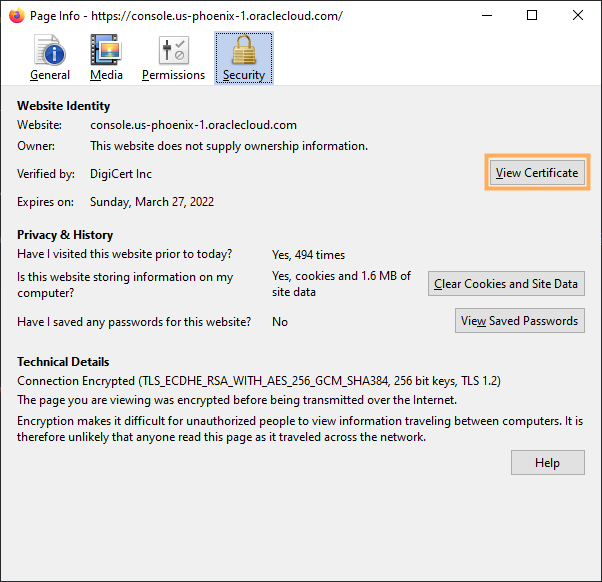 Page Info - https://console.us-phoenix-1.oraclecloud.com/
General Media Permissions Security
Website Identity
Website: console.us-phoenix-1.oraclecloud.com
Owner: This website does not supply ownership information.
Verified by: DigiCert Inc
View Certificate
Expires on: Sunday, March 27, 2022
Privacy & History
Have I visited this website prior to today? Yes, 494 times
Is this website storing information on my
computer?
Yes, cookies and 1.6 MB of
site data
Clear Cookies and Site Data
Have I saved any passwords for this website? No
View Saved Passwords
Technical Details
Connection Encrypted (TLS_ECDHE_RSA_WITH_AES_256_GCM_SHA384, 256 bit keys, TLS 1.2)
The page you are viewing was encrypted before being transmitted over the Internet.
Encryption makes it difficult for unauthorized people to view information traveling between computers. It is
therefore unlikely that anyone read this page as it traveled across the network.
Help